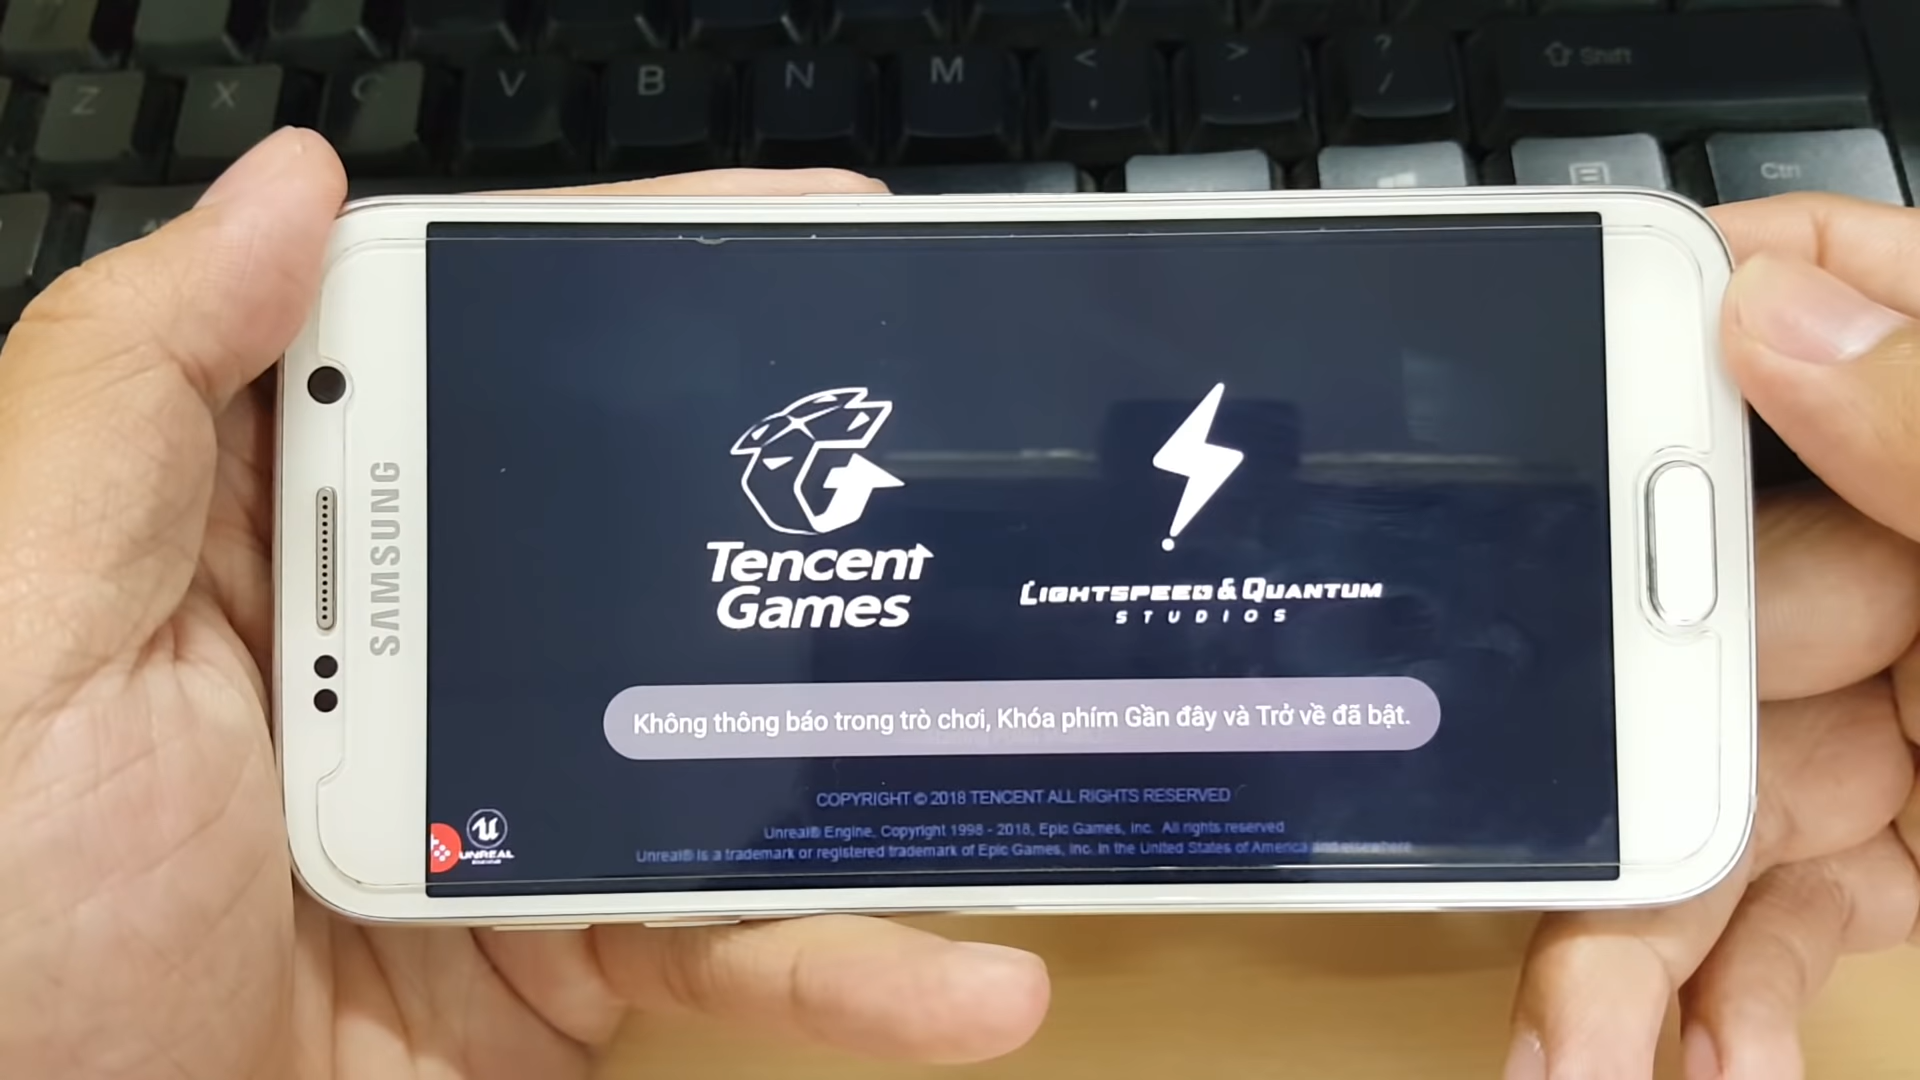 Z X C V B N M < > ?
, . /
Shift
Ctrl
SAMSUNG
Tencent
Games
LIGHTSPEED & QUANTUM
STUDIOS
Không thông báo trong trò chơi, Khóa phím Gần đây và Trở về đã bật.
COPYRIGHT © 2018 TENCENT ALL RIGHTS RESERVED
Unreal® Engine, Copyright 1998 - 2018, Epic Games, Inc. All rights reserved
Unreal® is a trademark or registered trademark of Epic Games, Inc. in the United States of America and elsewhere
UNREAL